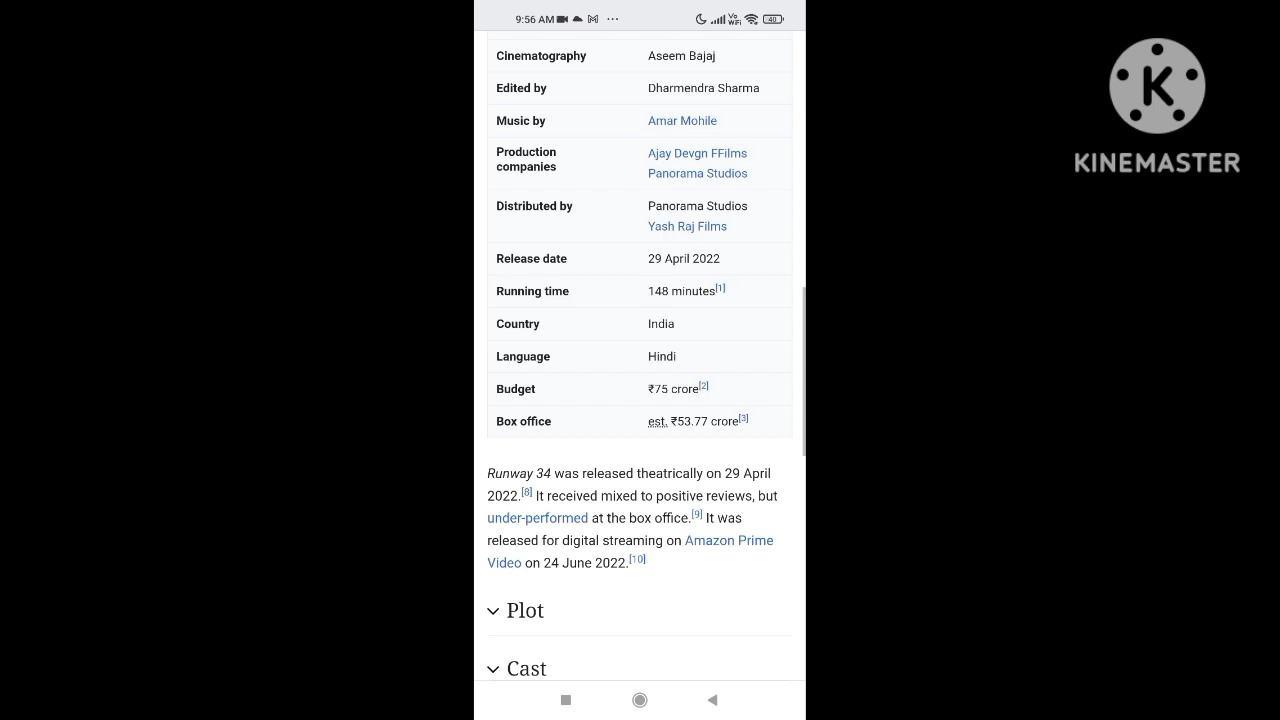 9:56 AM
Vo
WiFi
40
K
KINEMASTER
Cinematography Aseem Bajaj
Edited by Dharmendra Sharma
Music by Amar Mohile
Production companies Ajay Devgn FFilms
Panorama Studios
Distributed by Panorama Studios
Yash Raj Films
Release date 29 April 2022
Running time 148 minutes[1]
Country India
Language Hindi
Budget ₹75 crore[2]
Box office est. ₹53.77 crore[3]
Runway 34 was released theatrically on 29 April
2022.[8] It received mixed to positive reviews, but
under-performed at the box office.[9] It was
released for digital streaming on Amazon Prime
Video on 24 June 2022.[10]
Plot
Cast